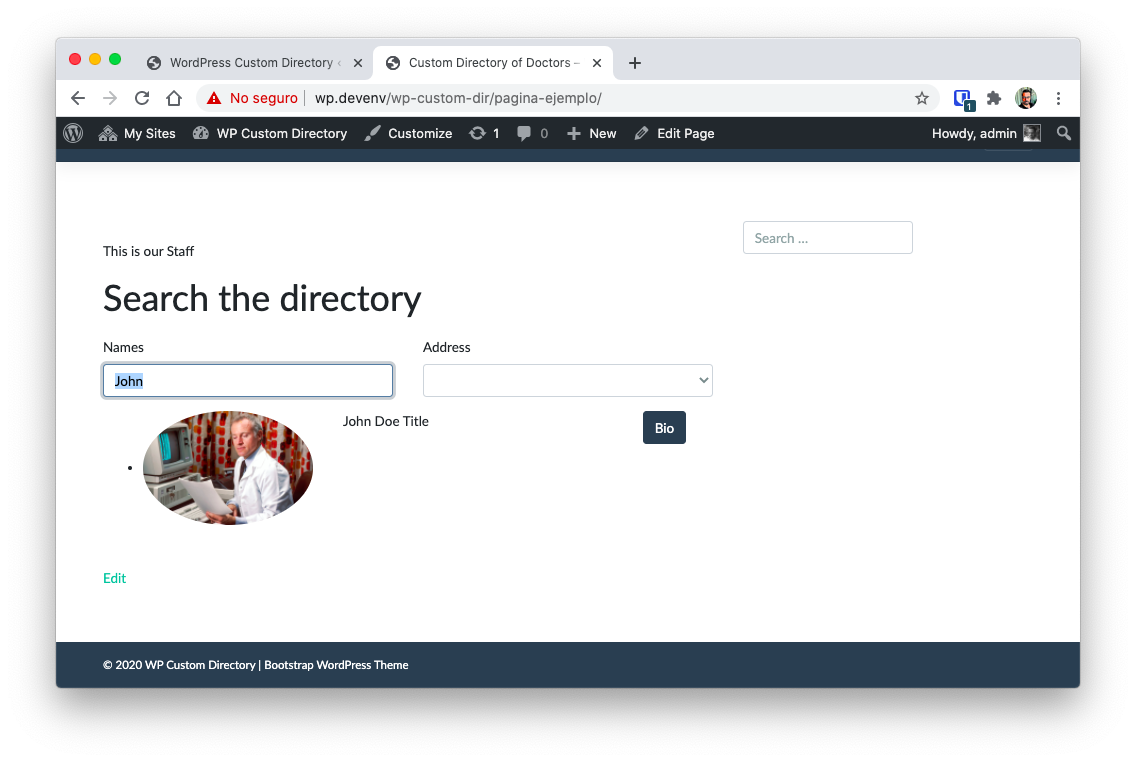 WordPress Custom Directory ‹
Custom Directory of Doctors –
No seguro
wp.devenv/wp-custom-dir/pagina-ejemplo/
1
My Sites
WP Custom Directory
Customize
1
0
New
Edit Page
Howdy, admin
Search ...
This is our Staff
Search the directory
Names
Address
John
John Doe Title
Bio
Edit
© 2020 WP Custom Directory | Bootstrap WordPress Theme